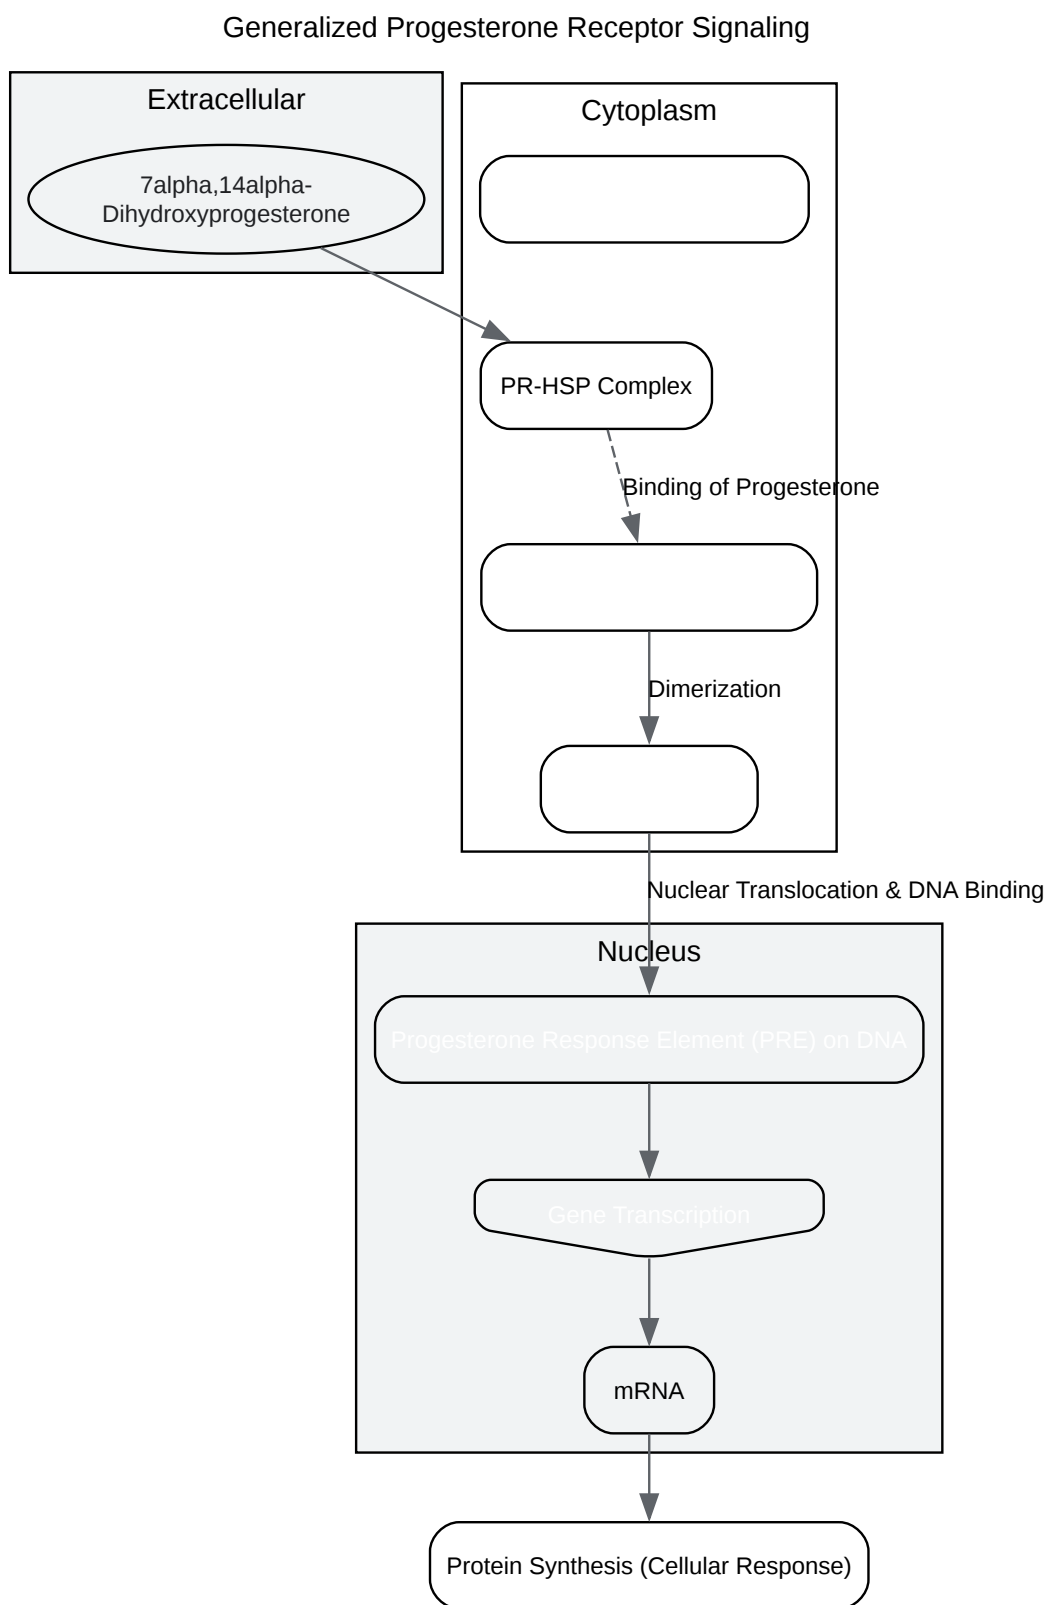 Generalized Progesterone Receptor Signaling
Extracellular
7alpha,14alpha-
Dihydroxyprogesterone
Cytoplasm
PR-HSP Complex
Binding of Progesterone
Dimerization
Nuclear Translocation & DNA Binding
Nucleus
Progesterone Response Element (PRE) on DNA
Gene Transcription
mRNA
Protein Synthesis (Cellular Response)